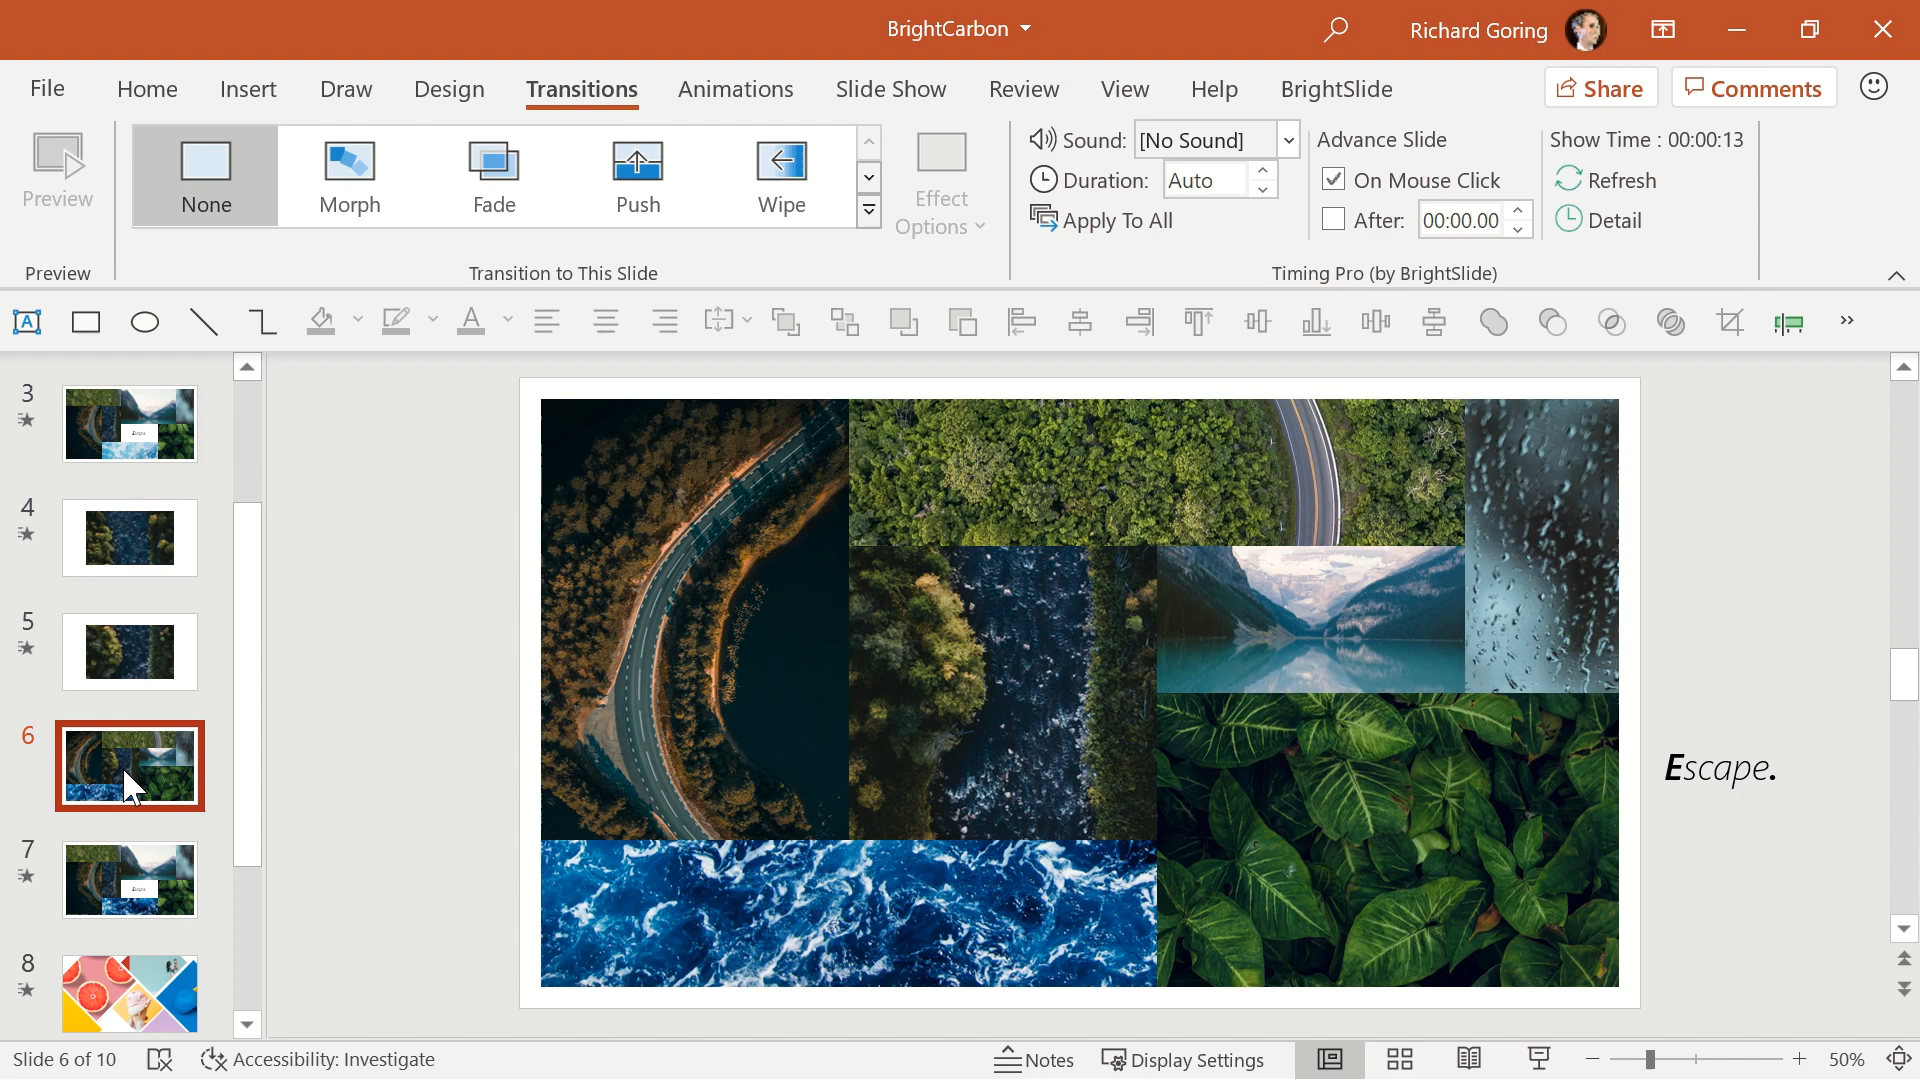 BrightCarbon
Richard Goring
File Home Insert Draw Design Transitions Animations Slide Show Review View Help BrightSlide Share Comments
Preview
None Morph Fade Push Wipe
Effect
Options
Sound: [No Sound]
Duration: Auto
Apply To All
Advance Slide
On Mouse Click
After: 00:00.00
Show Time : 00:00:13
Refresh
Detail
Preview
Transition to This Slide
Timing Pro (by BrightSlide)
A
A
3
4
5
6
7
8
Escape.
Escape.
Escape.
Slide 6 of 10
Accessibility: Investigate
Notes
Display Settings
50%